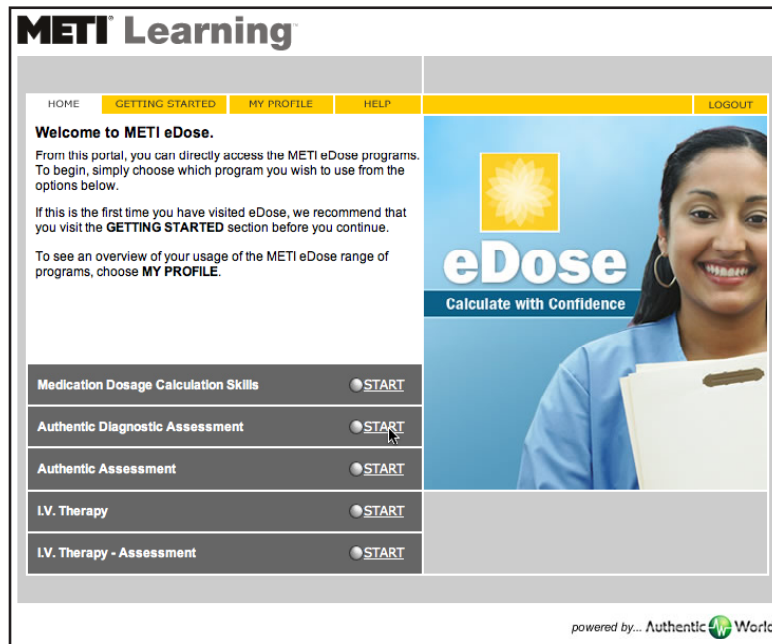 METI® Learning™
HOME GETTING STARTED MY PROFILE HELP LOGOUT
Welcome to METI eDose.
From this portal, you can directly access the METI eDose programs.
To begin, simply choose which program you wish to use from the
options below.
If this is the first time you have visited eDose, we recommend that
you visit the GETTING STARTED section before you continue.
To see an overview of your usage of the METI eDose range of
programs, choose MY PROFILE.
eDose
Calculate with Confidence
Medication Dosage Calculation Skills START
Authentic Diagnostic Assessment START
Authentic Assessment START
I.V. Therapy START
I.V. Therapy - Assessment START
powered by... Authentic World